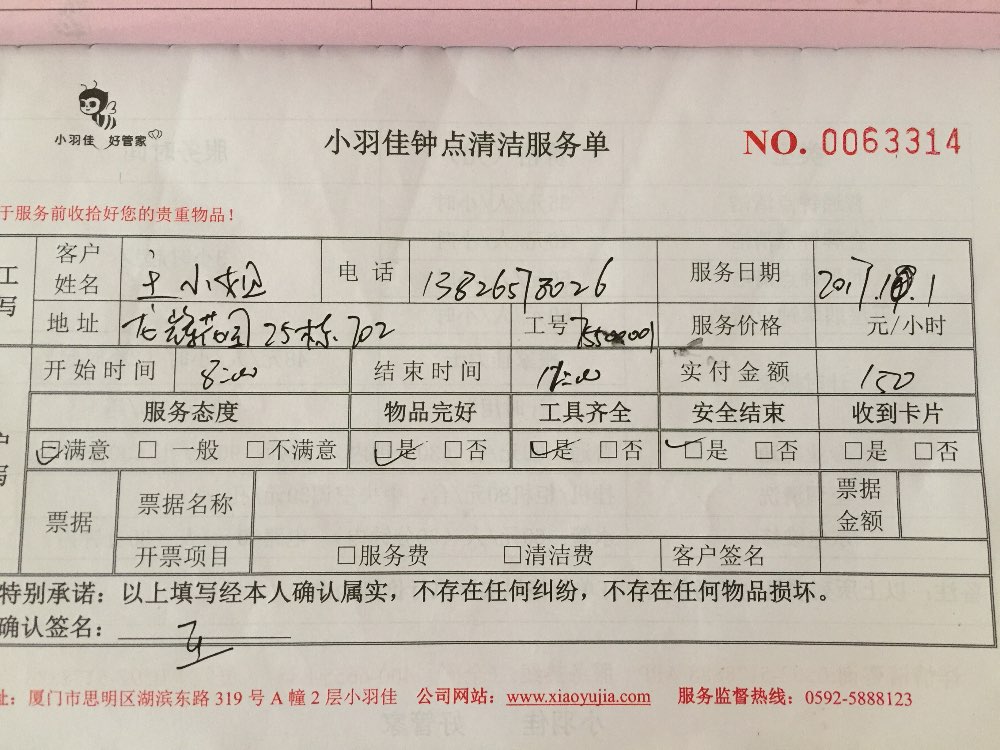 小羽佳 好管家
小羽佳钟点清洁服务单
NO. 0063314
于服务前收拾好您的贵重物品！
工 客户姓名 王小姐 电话 13826578026 服务日期 2017.10.1
写 地址 25栋.702 工号 服务价格 元/小时
开始时间 8:00 结束时间 实付金额 150
服务态度 物品完好 工具齐全 安全结束 收到卡片
☑满意 □一般 □不满意 ☑是 □否 ☑是 □否 ☑是 □否 □是 □否
票据 票据名称 票据金额
开票项目 □服务费 □清洁费 客户签名
特别承诺：以上填写经本人确认属实，不存在任何纠纷，不存在任何物品损坏。
确认签名：王
址：厦门市思明区湖滨东路 319 号 A 幢 2 层小羽佳 公司网站：www.xiaoyujia.com 服务监督热线：0592-5888123